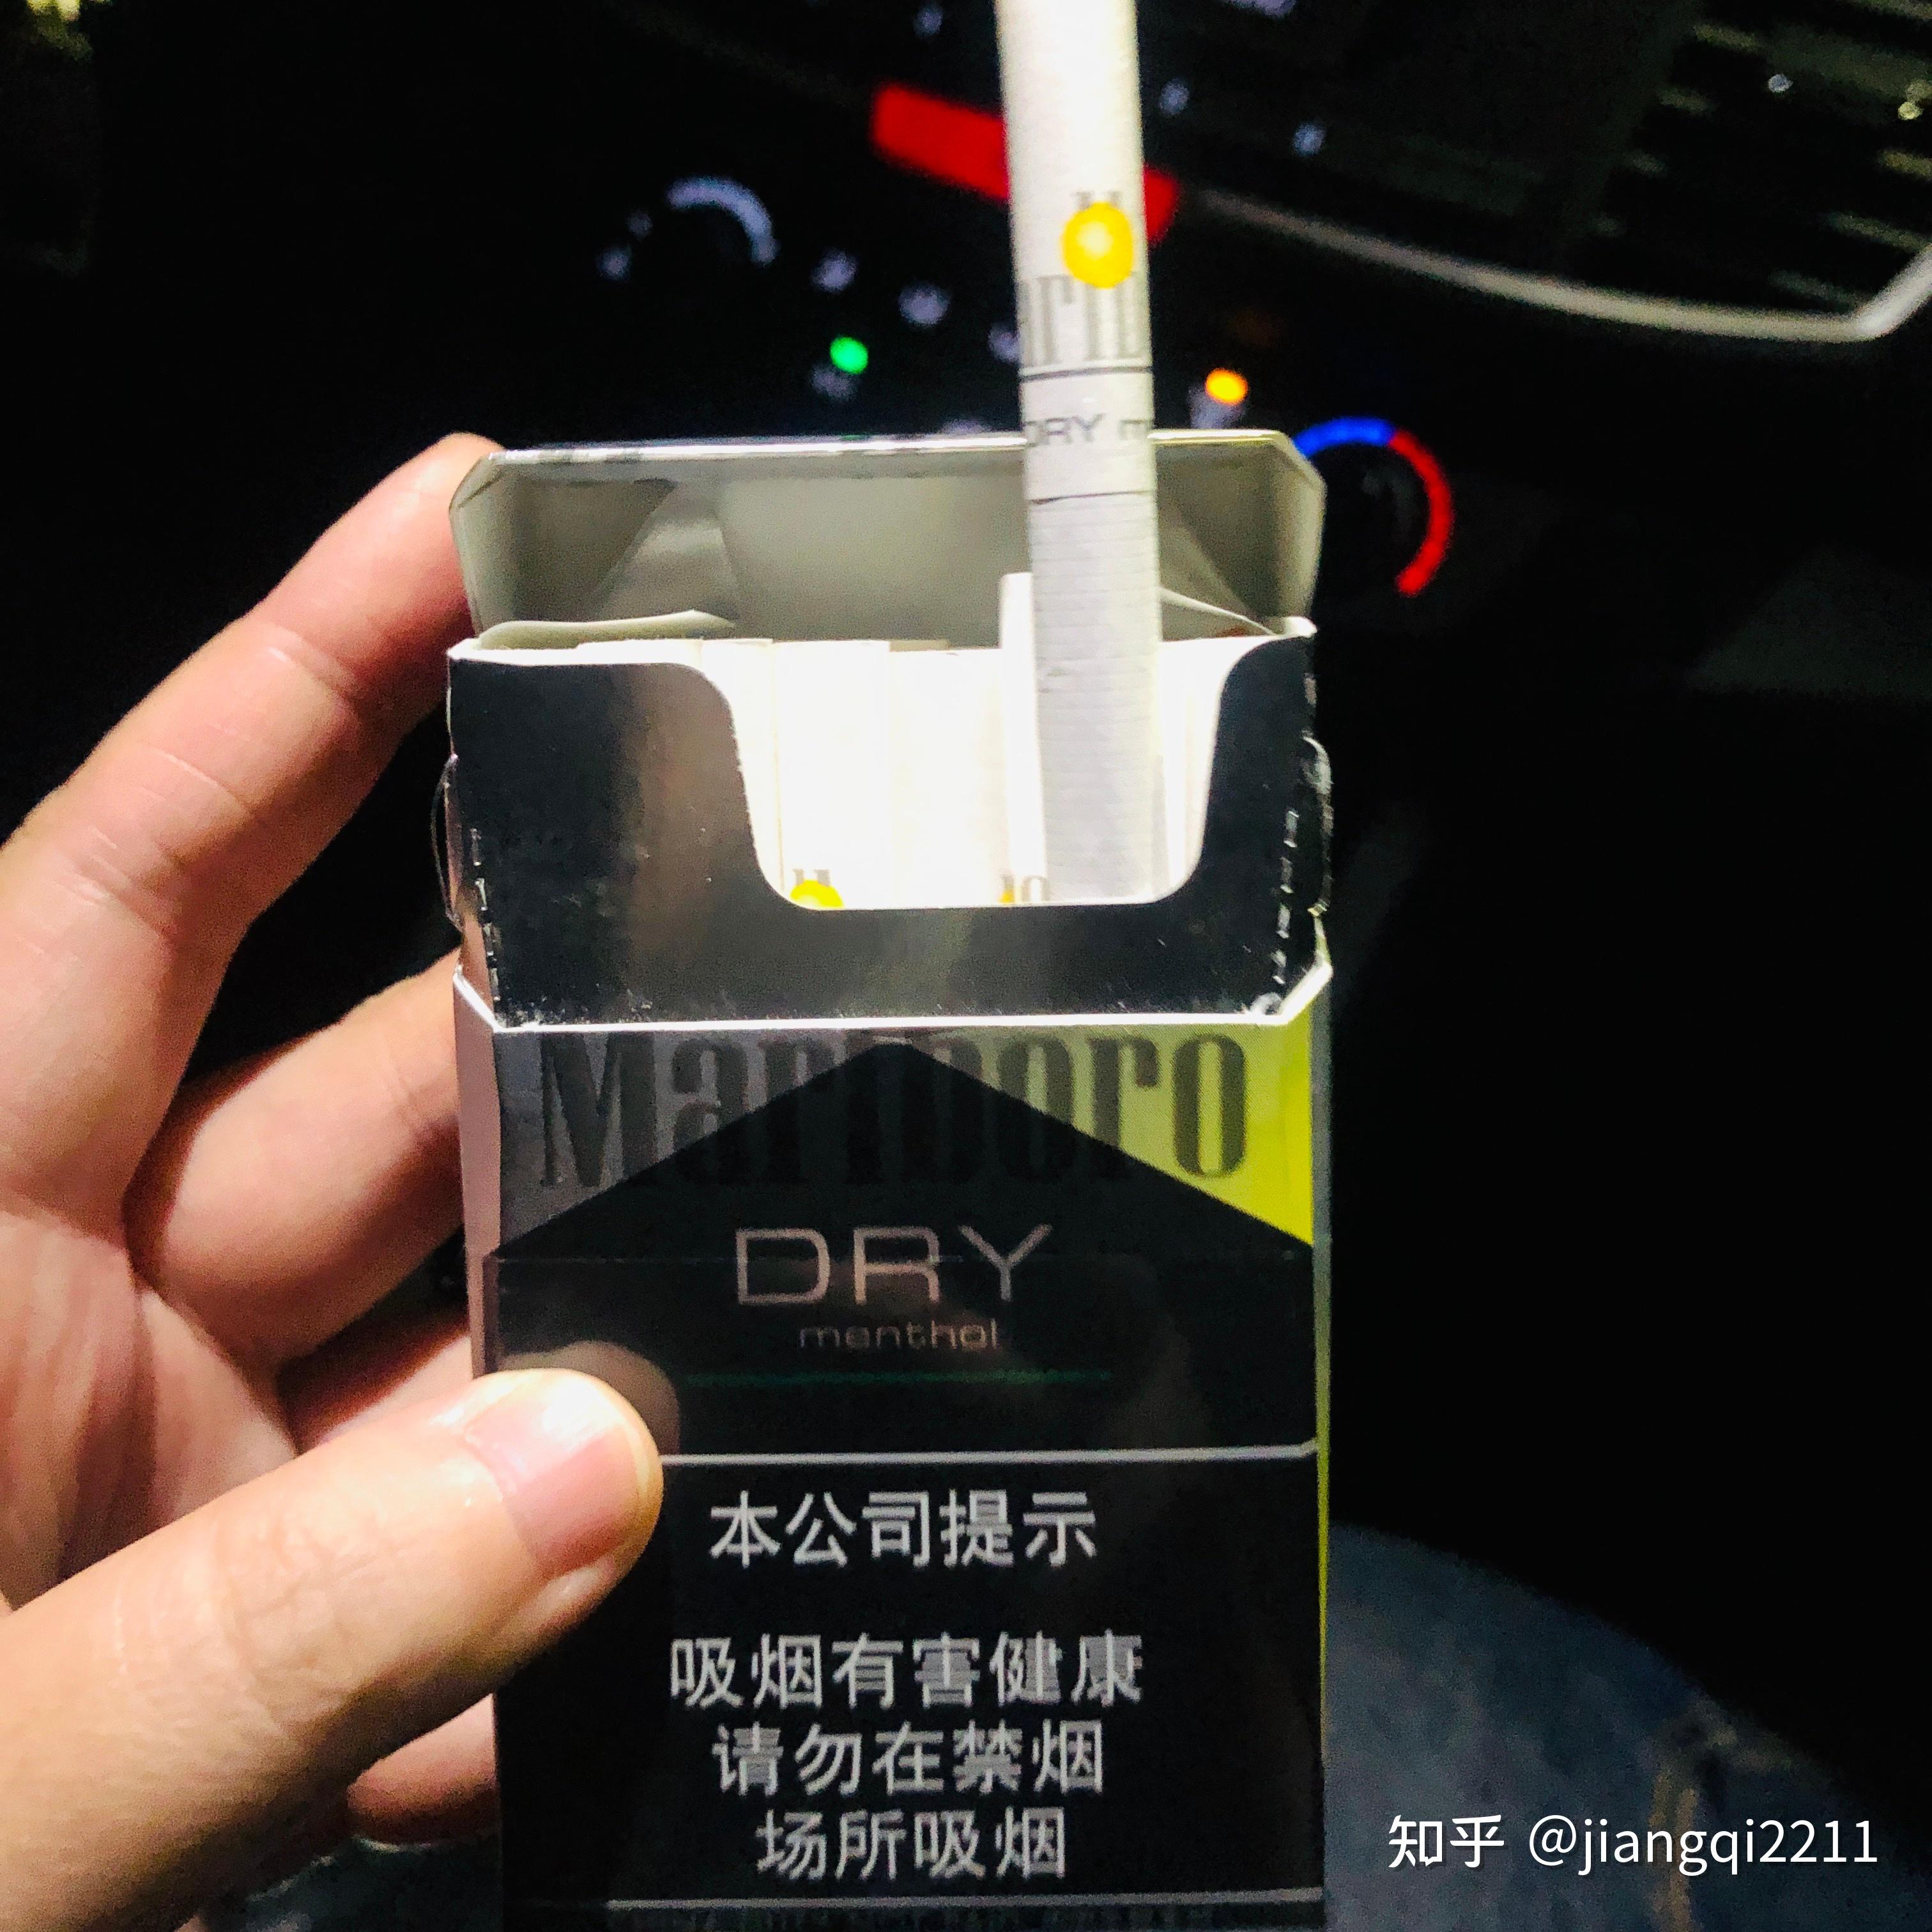 DRY m
Marlboro
DRY
menthol
本公司提示
吸烟有害健康
请勿在禁烟
场所吸烟
知乎 @jiangqi2211